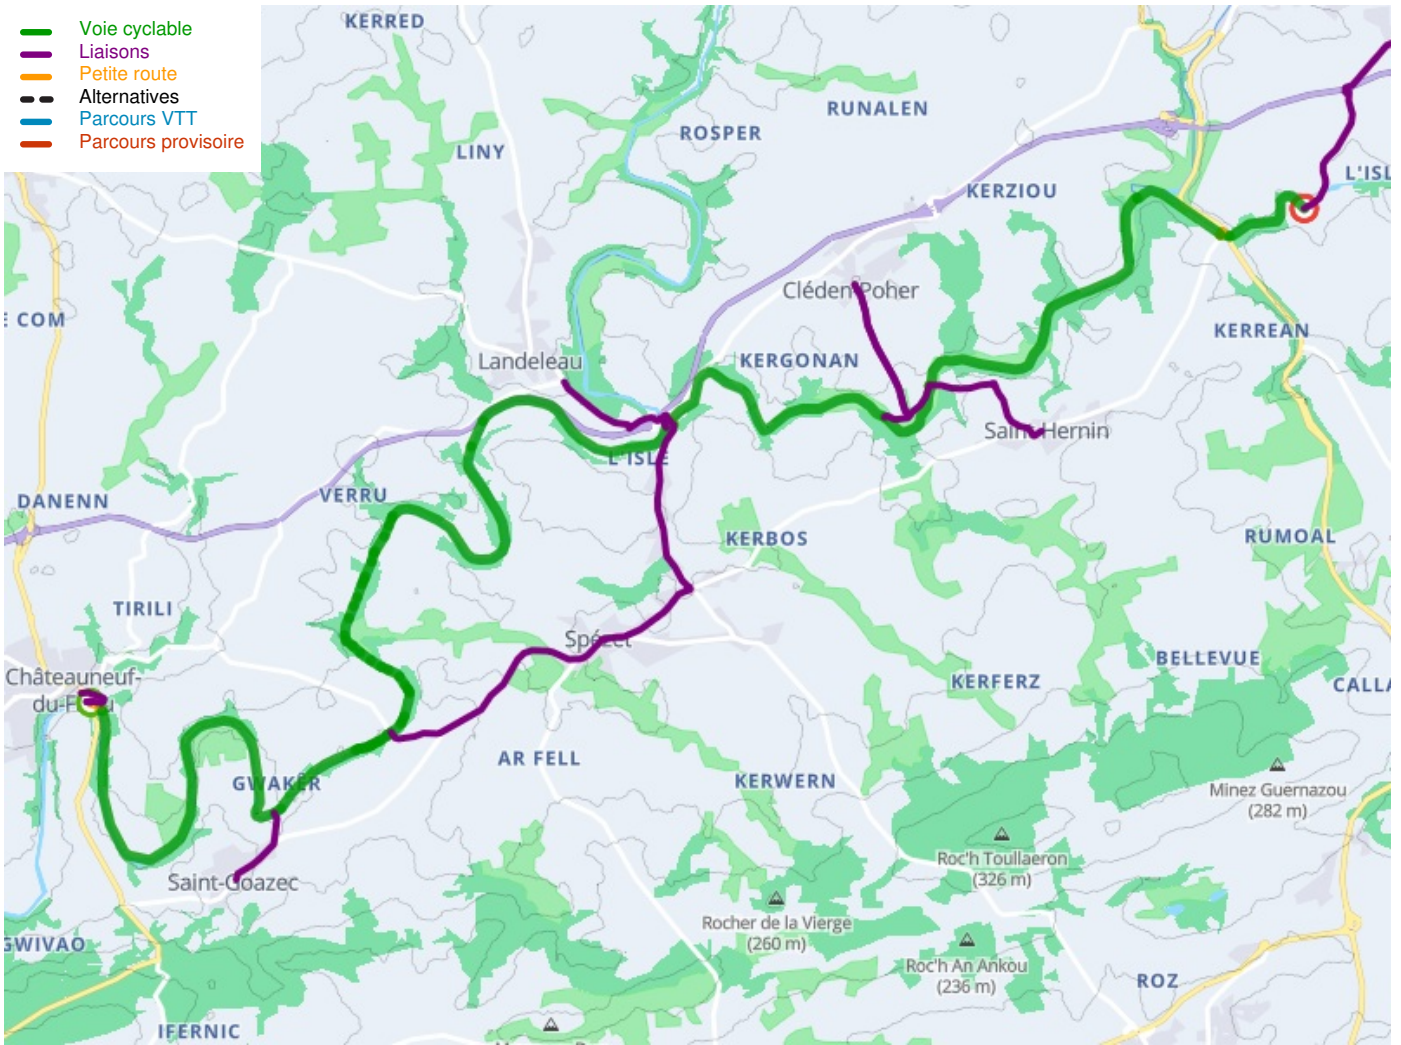 Voie cyclable
Liaisons
Petite route
Alternatives
Parcours VTT
Parcours provisoire
KERRED
RUNALEN
ROSPER
LINY
L'ISL
KERZIOU
Cléden-Poher
E COM
KERREAN
Landeleau
KERGONAN
Saint-Hernin
L'ISLE
DANENN
VERRU
KERBOS
RUMOAL
TIRILI
Spézet
BELLEVUE
Châteauneuf-
du-Faou
KERFERZ
CALLA
AR FELL
GWAKÊR
KERWERN
Minez Guernazou
(282 m)
Roc'h Toullaeron
(326 m)
Saint-Goazec
Rocher de la Vierge
(260 m)
GWIVAO
Roc'h An Ankou
(236 m)
ROZ
IFERNIC